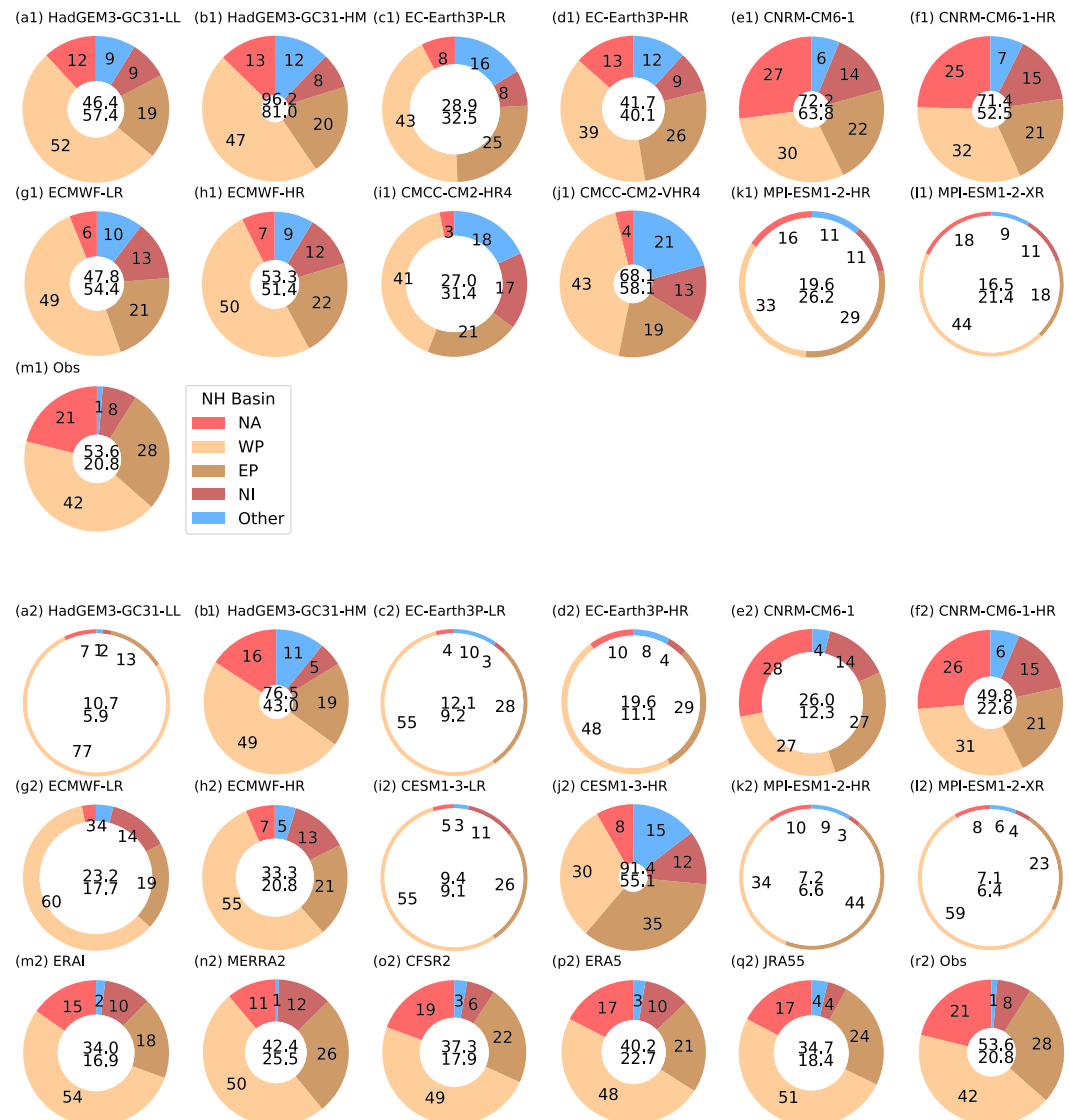 (a1) HadGEM3-GC31-LL (b1) HadGEM3-GC31-HM (c1) EC-Earth3P-LR (d1) EC-Earth3P-HR (e1) CNRM-CM6-1 (f1) CNRM-CM6-1-HR
12 9 9 19 52 46.4 57.4
13 12 8 20 47 96.2 81.0
8 16 8 25 43 28.9 32.5
13 12 9 26 39 41.7 40.1
27 6 14 22 30 72.2 63.8
25 7 15 21 32 71.4 52.5
(g1) ECMWF-LR (h1) ECMWF-HR (i1) CMCC-CM2-HR4 (j1) CMCC-CM2-VHR4 (k1) MPI-ESM1-2-HR (l1) MPI-ESM1-2-XR
6 10 13 21 49 47.8 54.4
7 9 12 22 50 53.3 51.4
3 18 17 21 41 27.0 31.4
4 21 13 19 43 68.1 58.1
16 11 11 29 33 19.6 26.2
18 9 11 18 44 16.5 21.4
(m1) Obs
21 1 8 28 42 53.6 20.8
NH Basin
NA
WP
EP
NI
Other
(a2) HadGEM3-GC31-LL (b1) HadGEM3-GC31-HM (c2) EC-Earth3P-LR (d2) EC-Earth3P-HR (e2) CNRM-CM6-1 (f2) CNRM-CM6-1-HR
7 1 2 13 77 10.7 5.9
16 11 5 19 49 76.5 43.0
4 10 3 28 55 12.1 9.2
10 8 4 29 48 19.6 11.1
28 4 14 27 27 26.0 12.3
26 6 15 21 31 49.8 22.6
(g2) ECMWF-LR (h2) ECMWF-HR (i2) CESM1-3-LR (j2) CESM1-3-HR (k2) MPI-ESM1-2-HR (l2) MPI-ESM1-2-XR
3 4 14 19 60 23.2 17.7
7 5 13 21 55 33.3 20.8
5 3 11 26 55 9.4 9.1
8 15 12 35 30 91.4 55.1
10 9 3 44 34 7.2 6.6
8 6 4 23 59 7.1 6.4
(m2) ERAI (n2) MERRA2 (o2) CFSR2 (p2) ERA5 (q2) JRA55 (r2) Obs
15 2 10 18 54 34.0 16.9
11 1 12 26 50 42.4 25.5
19 3 6 22 49 37.3 17.9
17 3 10 21 48 40.2 22.7
17 4 4 24 51 34.7 18.4
21 1 8 28 42 53.6 20.8